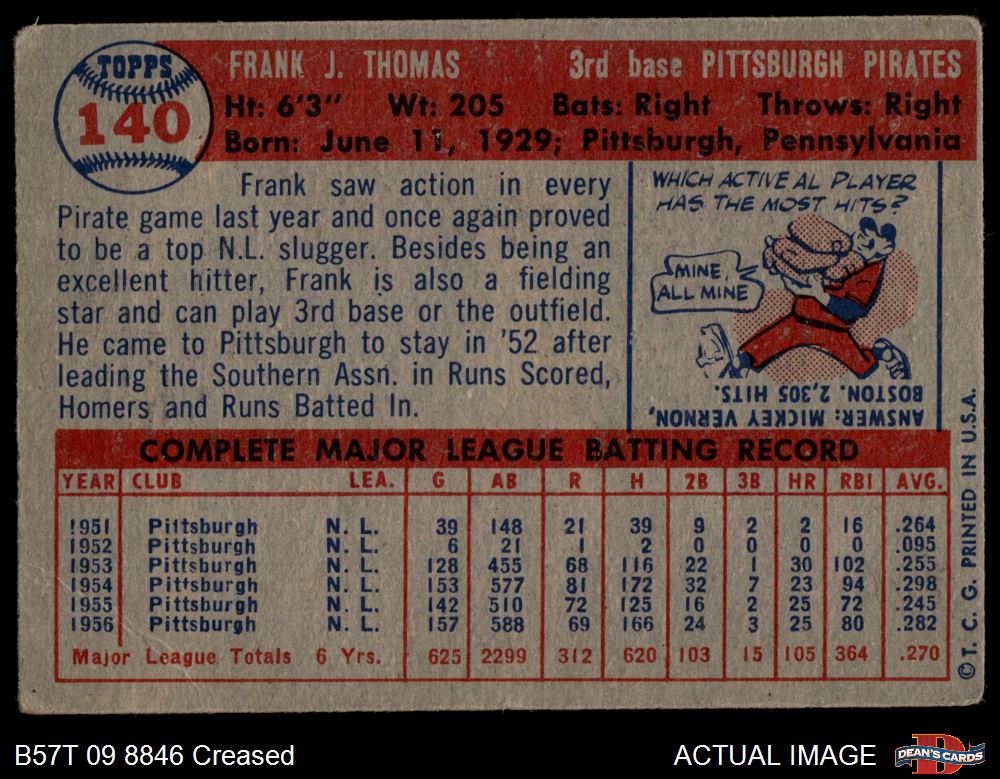 TOPPS
140
FRANK J. THOMAS 3rd base PITTSBURGH PIRATES
Ht: 6'3" Wt: 205 Bats: Right Throws: Right
Born: June 11, 1929; Pittsburgh, Pennsylvania
Frank saw action in every
Pirate game last year and once again proved
to be a top N.L. slugger. Besides being an
excellent hitter, Frank is also a fielding
star and can play 3rd base or the outfield.
He came to Pittsburgh to stay in '52 after
leading the Southern Assn. in Runs Scored,
Homers and Runs Batted In.
WHICH ACTIVE AL PLAYER
HAS THE MOST HITS?
MINE,
ALL MINE
ANSWER: MICKEY VERNON,
BOSTON. 2,305 HITS.
COMPLETE MAJOR LEAGUE BATTING RECORD
YEAR CLUB LEA. G AB R H 2B 3B HR RBI AVG.
1951 Pittsburgh N. L. 39 148 21 39 9 2 2 16 .264
1952 Pittsburgh N. L. 6 21 1 2 0 0 0 0 .095
1953 Pittsburgh N. L. 128 455 68 116 22 1 30 102 .255
1954 Pittsburgh N. L. 153 577 81 172 32 7 23 94 .298
1955 Pittsburgh N. L. 142 510 72 125 16 2 25 72 .245
1956 Pittsburgh N. L. 157 588 69 166 24 3 25 80 .282
Major League Totals 6 Yrs. 625 2299 312 620 103 15 105 364 .270
© T. C. G. PRINTED IN U.S.A.
B57T 09 8846 Creased
ACTUAL IMAGE
D
DEAN'S CARDS